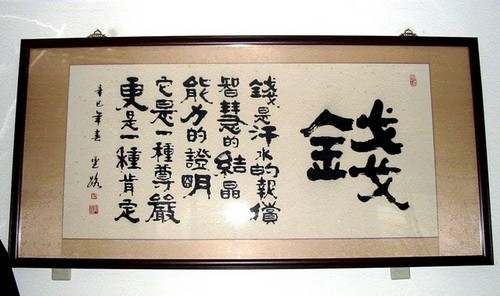 錢
錢是汗水的報償
智慧的結晶
能力的證明
它是一種尊嚴
更是一種肯定
辛巳年春